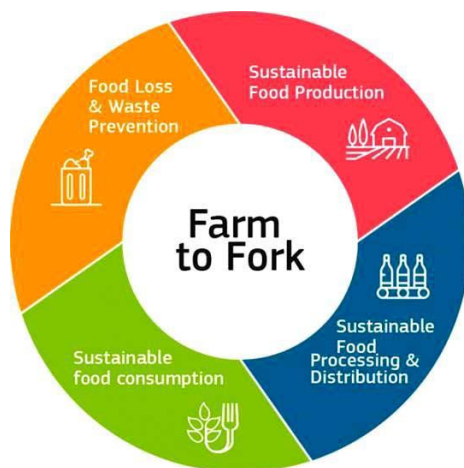 Food Loss
& Waste
Prevention
Sustainable
Food Production
Farm
to Fork
Sustainable
Food
Processing &
Distribution
Sustainable
food consumption